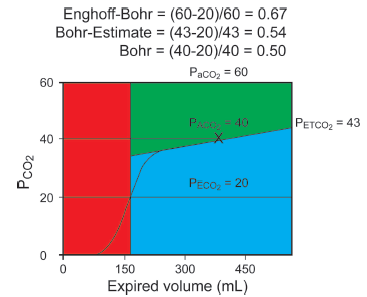 Enghoff-Bohr = (60-20)/60 = 0.67
Bohr-Estimate = (43-20)/43 = 0.54
Bohr = (40-20)/40 = 0.50
PaCO2 = 60
60
PACO2 = 40
PETCO2 = 43
40
X
PCO2
PECO2 = 20
20
0
0
150
300
450
Expired volume (mL)